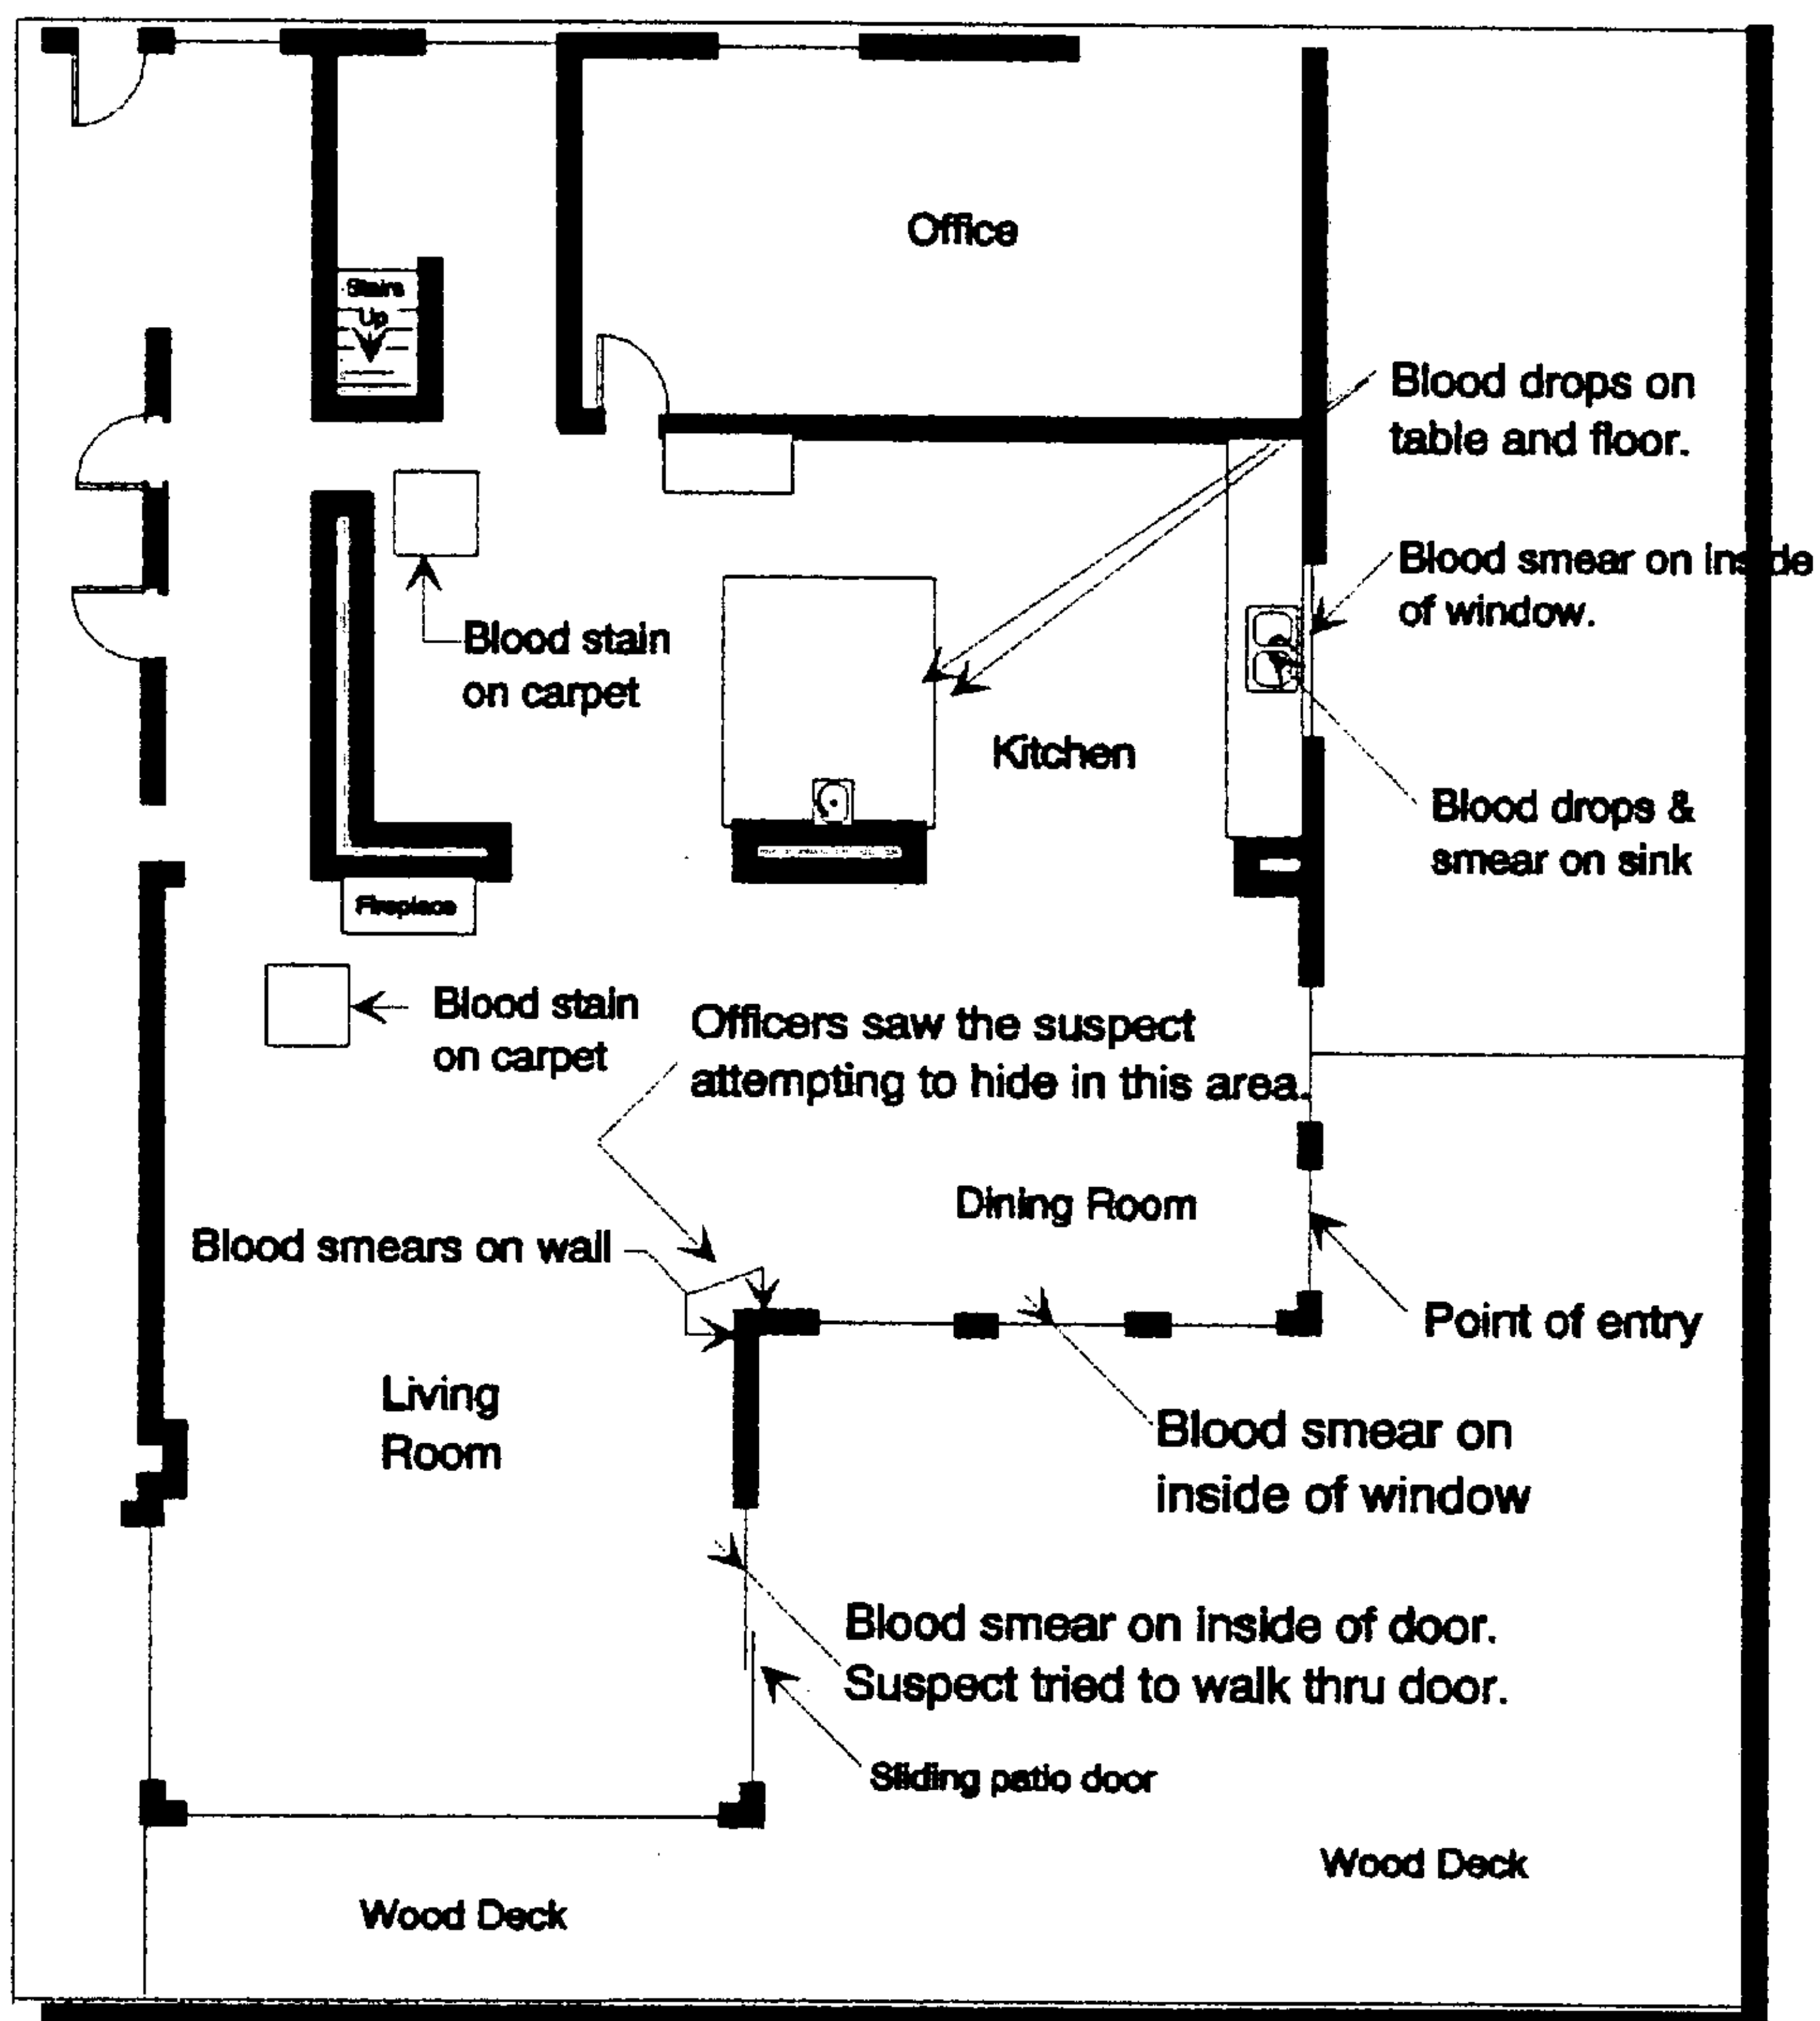 Office
Stairs
Up
Blood drops on
table and floor.
Blood smear on inside
of window.
Blood stain
on carpet
Kitchen
Blood drops &
smear on sink
Fireplace
Blood stain
on carpet
Officers saw the suspect
attempting to hide in this area.
Dining Room
Blood smears on wall
Point of entry
Living
Room
Blood smear on
inside of window
Blood smear on inside of door.
Suspect tried to walk thru door.
Sliding patio door
Wood Deck
Wood Deck